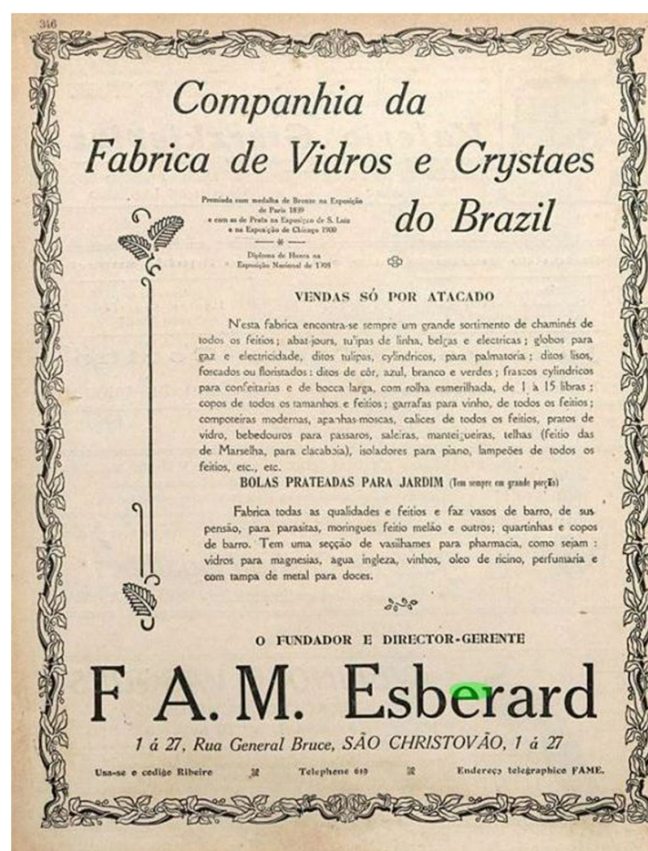 346
Companhia da
Fabrica de Vidros e Crystaes
do Brazil
Premiada com medalha de Bronze na Exposição
de Paris 1889
e com as de Prata na Exposição de S. Luiz
e na Exposição de Chicago 1900
Diploma de Honra na
Exposição Nacional de 1908
VENDAS SÓ POR ATACADO
N'esta fabrica encontra-se sempre um grande sortimento de chaminés de
todos os feitios; abat-jours, tulipas de linha, belgas e electricas; globos para
gaz e electricidade, ditos tulipas, cylindricos, para palmatoria; ditos lisos,
foscados ou floristados: ditos de côr, azul, branco e verdes; frascos cylindricos
para confeitarias e de bocca larga, com rolha esmerilhada, de 1 à 15 libras;
copos de todos os tamanhos e feitios; garrafas para vinho, de todos os feitios;
compoteiras modernas, apanhas-moscas, calices de todos os feitios, pratos de
vidro, bebedouros para passaros, saleiras, manteigueiras, telhas (feitio das
de Marselha, para claraboia), isoladores para piano, lampeões de todos os
feitios, etc., etc.
BOLAS PRATEADAS PARA JARDIM (Tem sempre em grande porção)
Fabrica todas as qualidades e feitios e faz vasos de barro, de sus
pensão, para parasitas, moringues feitio melão e outros; quartinhas e copos
de barro. Tem uma secção de vasilhames para pharmacia, como sejam:
vidros para magnesias, agua ingleza, vinhos, oleo de ricino, perfumaria e
com tampa de metal para doces.
O FUNDADOR E DIRECTOR-GERENTE
F A. M. Esberard
1 á 27, Rua General Bruce, SÃO CHRISTOVÃO, 1 á 27
Usa-se o codigo Ribeiro Telephone 619 Endereço telegraphico FAME.